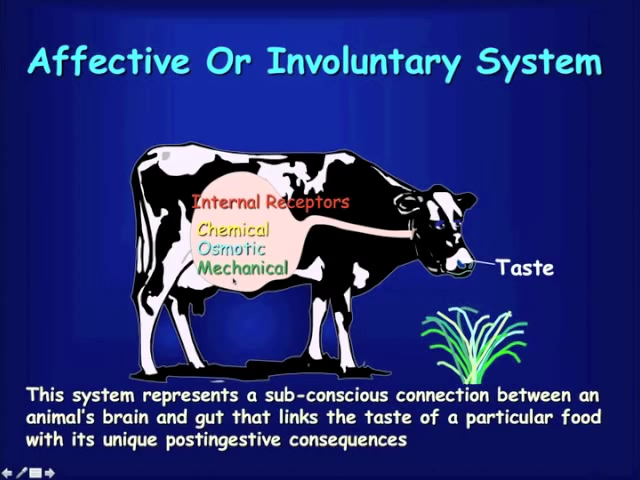 Affective Or Involuntary System
Internal Receptors
Chemical
Osmotic
Mechanical
Taste
This system represents a sub-conscious connection between an
animal's brain and gut that links the taste of a particular food
with its unique postingestive consequences